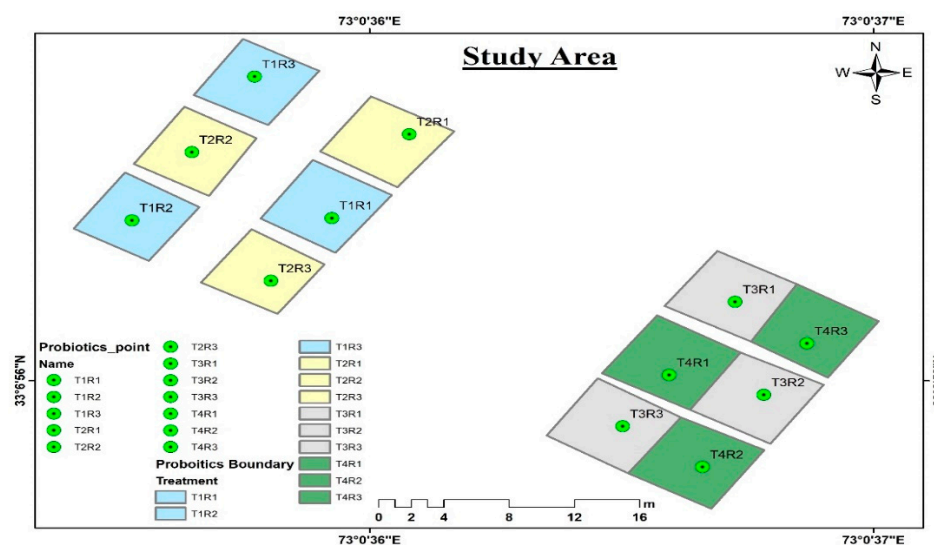 73°0'36"E
73°0'37"E
Study Area
N
W E
S
T1R3
T2R1
T2R2
T1R2
T1R1
T2R3
T3R1
T4R3
T4R1
T3R2
T3R3
T4R2
33°6'56"N
Probiotics_point
Name
T1R1
T1R2
T1R3
T2R1
T2R2
T2R3
T3R1
T3R2
T3R3
T4R1
T4R2
T4R3
Proboitics Boundary
Treatment
T1R1
T1R2
T1R3
T2R1
T2R2
T2R3
T3R1
T3R2
T3R3
T4R1
T4R2
T4R3
m
0 2 4 8 12 16
73°0'36"E
73°0'37"E